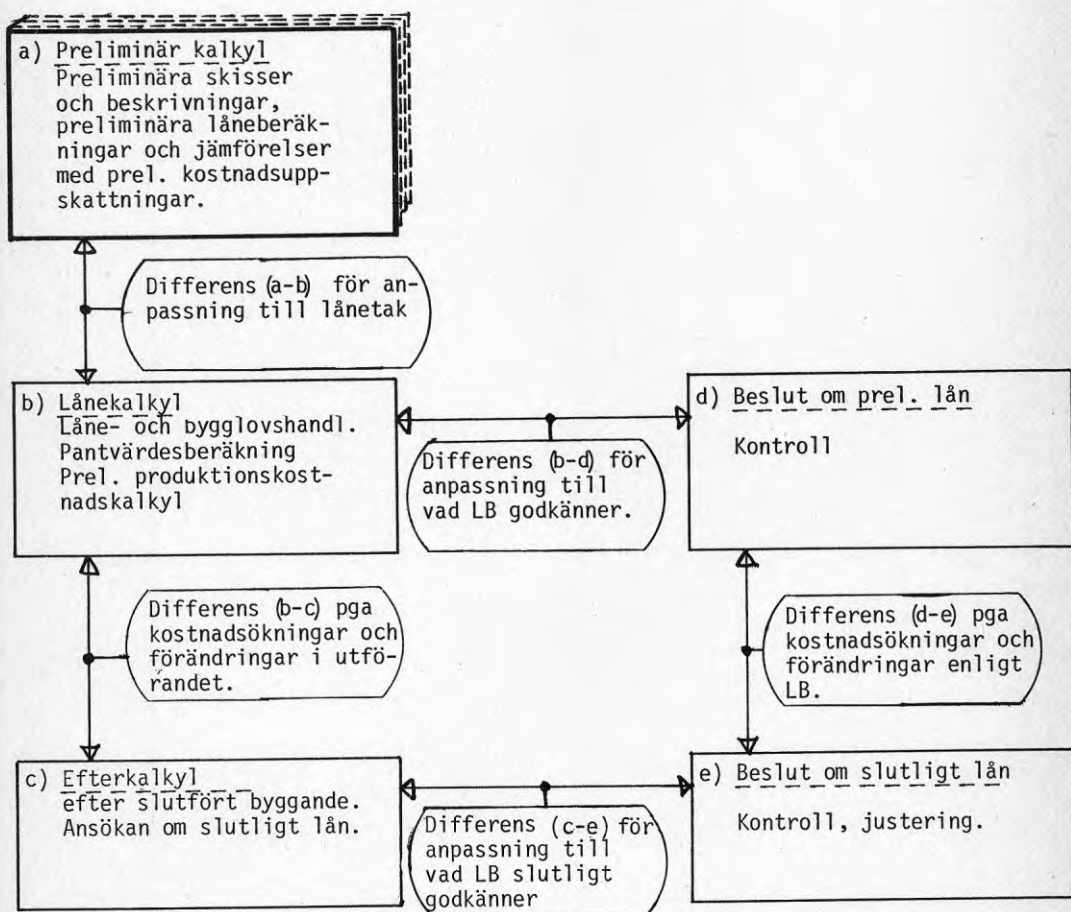 a) Preliminär kalkyl
Preliminära skisser
och beskrivningar,
preliminära låneberäk-
ningar och jämförelser
med prel. kostnadsupp-
skattningar.
Differens (a-b) för an-
passning till lånetak
b) Lånekalkyl
Låne- och bygglovshandl.
Pantvärdesberäkning
Prel. produktionskost-
nadskalkyl
Differens (b-d) för
anpassning till
vad LB godkänner.
d) Beslut om prel. lån
Kontroll
Differens (b-c) pga
kostnadsökningar och
förändringar i utfö-
randet.
Differens (d-e) pga
kostnadsökningar och
förändringar enligt
LB.
c) Efterkalkyl
efter slutfört byggande.
Ansökan om slutligt lån.
Differens (c-e) för
anpassning till
vad LB slutligt
godkänner
e) Beslut om slutligt lån
Kontroll, justering.